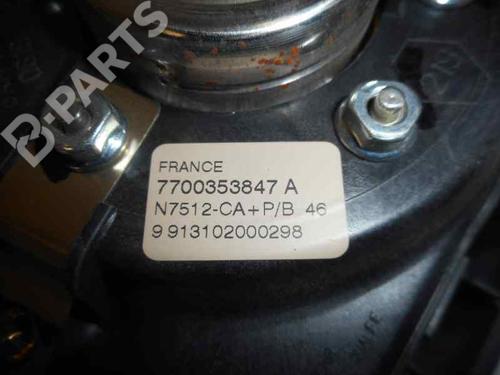 B-PARTS
FRANCE
7700353847 A
N7512-CA+P/B 46
9 913102000298